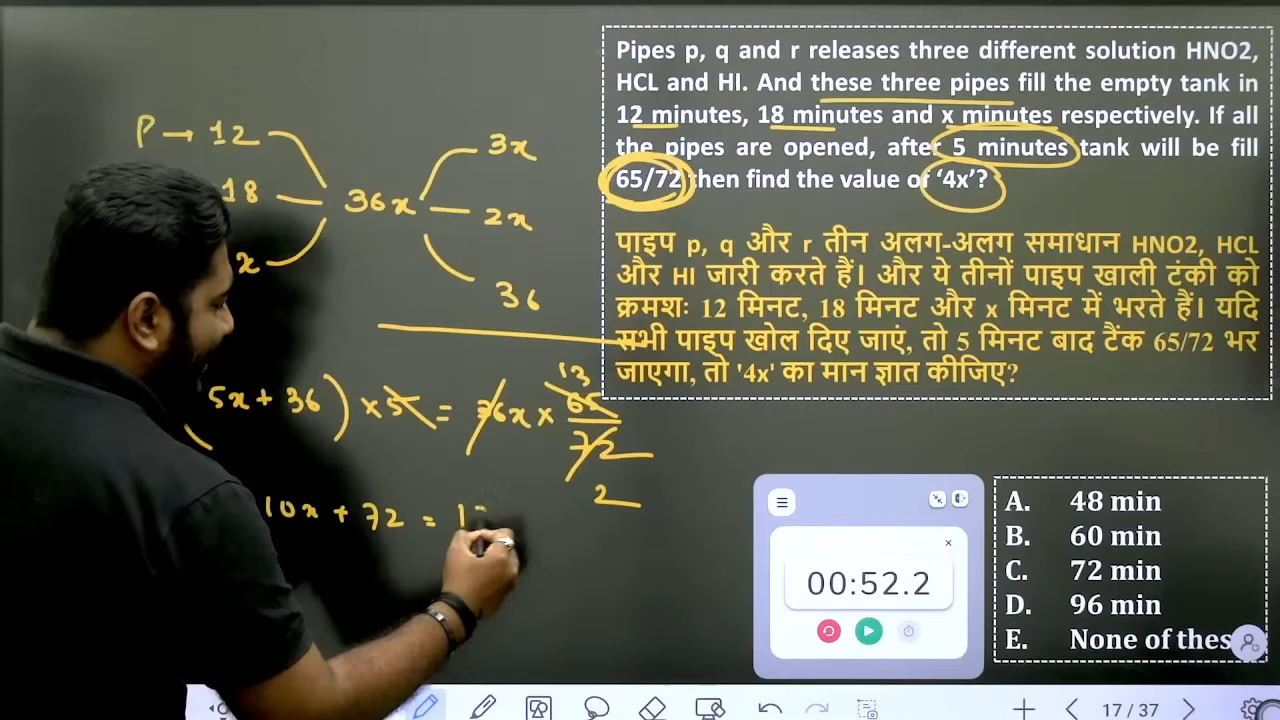 Pipes p, q and r releases three different solution HNO2,
HCL and HI. And these three pipes fill the empty tank in
12 minutes, 18 minutes and x minutes respectively. If all
the pipes are opened, after 5 minutes tank will be fill
65/72 then find the value of ‘4x’?
पाइप p, q और r तीन अलग-अलग समाधान HNO2, HCL
और HI जारी करते हैं। और ये तीनों पाइप खाली टंकी को
क्रमशः 12 मिनट, 18 मिनट और x मिनट में भरते हैं। यदि
सभी पाइप खोल दिए जाएं, तो 5 मिनट बाद टैंक 65/72 भर
जाएगा, तो '4x' का मान ज्ञात कीजिए?
P → 12
18
x
36x
3x
2x
36
5x + 36 ) × 5 = 36x × 65
72
13
2
10x + 72 =
00:52.2
A. 48 min
B. 60 min
C. 72 min
D. 96 min
E. None of thes
17 / 37